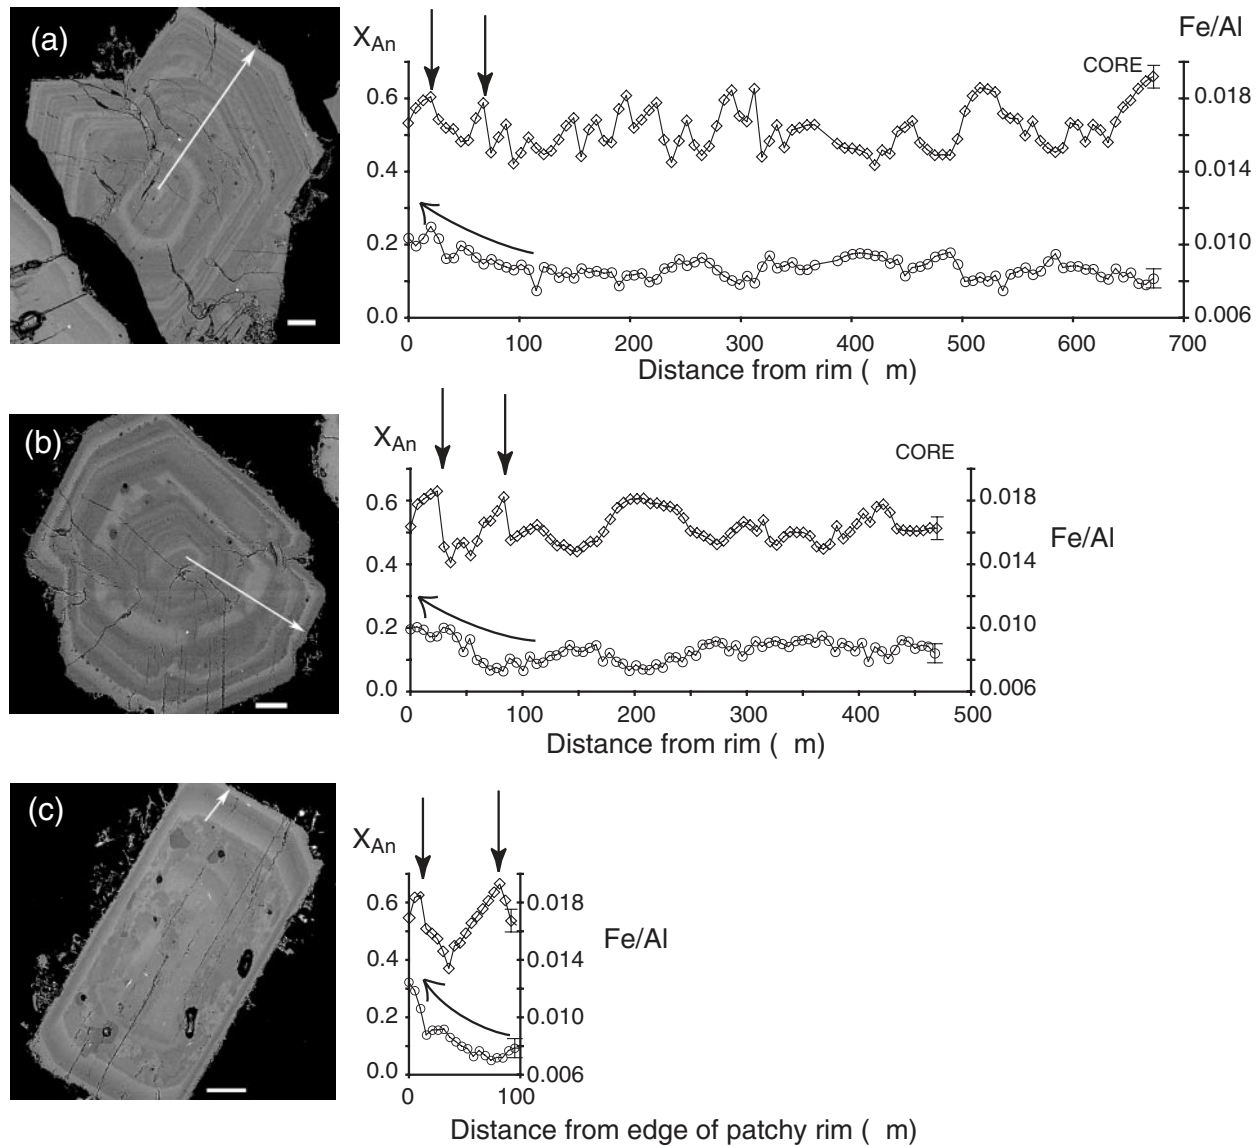 (a)
X_An
Fe/Al
CORE
0.6
0.4
0.2
0.0
0.018
0.014
0.010
0.006
0 100 200 300 400 500 600 700
Distance from rim ( m)
(b)
X_An
CORE
0.6
0.4
0.2
0.0
0.018
0.014
0.010
0.006
Fe/Al
0 100 200 300 400 500
Distance from rim ( m)
(c)
X_An
0.6
0.4
0.2
0.0
0.018
0.014
0.010
0.006
Fe/Al
0 100
Distance from edge of patchy rim ( m)